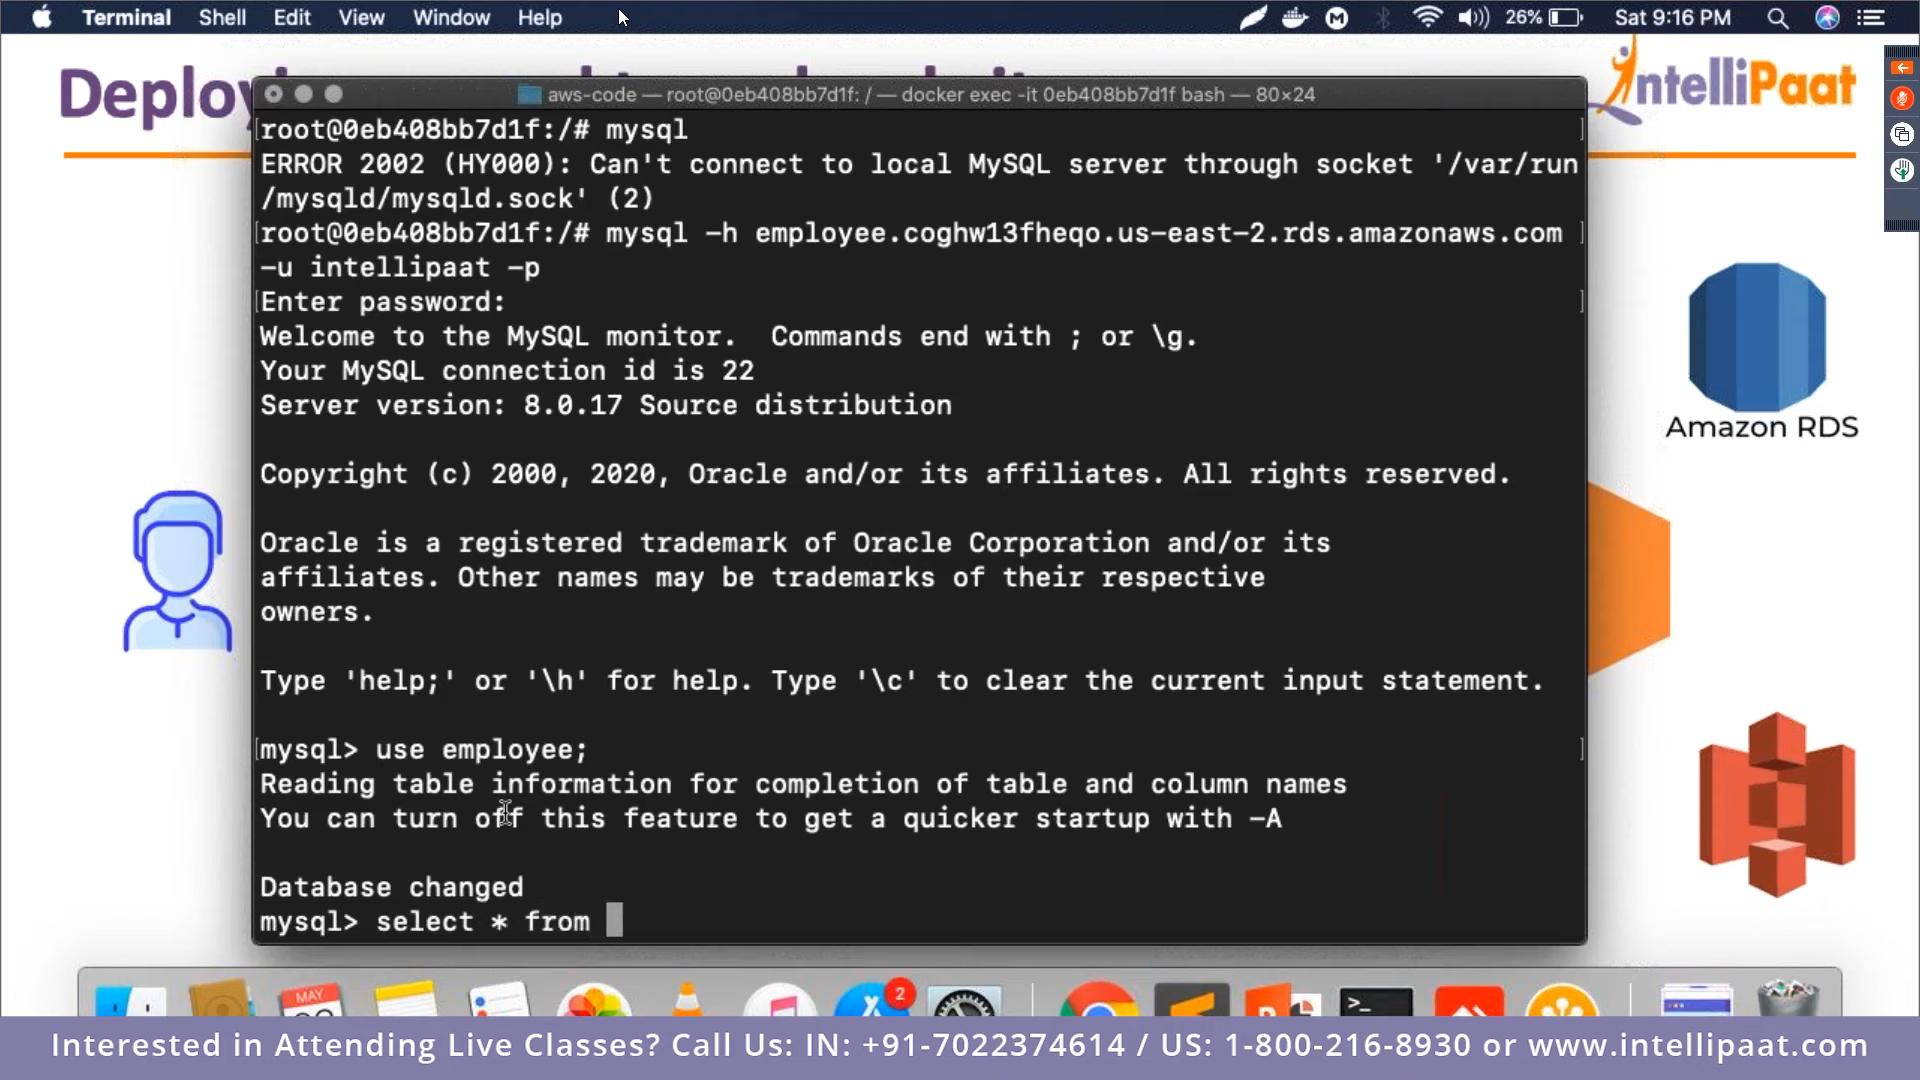 Terminal Shell Edit View Window Help 26% Sat 9:16 PM
Deploy
IntelliPaat
aws-code — root@0eb408bb7d1f: / — docker exec -it 0eb408bb7d1f bash — 80×24
[root@0eb408bb7d1f:/# mysql ]
ERROR 2002 (HY000): Can't connect to local MySQL server through socket '/var/run
/mysqld/mysqld.sock' (2)
[root@0eb408bb7d1f:/# mysql -h employee.coghw13fheqo.us-east-2.rds.amazonaws.com ]
-u intellipaat -p
[Enter password: ]
Welcome to the MySQL monitor.  Commands end with ; or \g.
Your MySQL connection id is 22
Server version: 8.0.17 Source distribution
Copyright (c) 2000, 2020, Oracle and/or its affiliates. All rights reserved.
Oracle is a registered trademark of Oracle Corporation and/or its
affiliates. Other names may be trademarks of their respective
owners.
Type 'help;' or '\h' for help. Type '\c' to clear the current input statement.
[mysql> use employee; ]
Reading table information for completion of table and column names
You can turn off this feature to get a quicker startup with -A
Database changed
mysql> select * from
Amazon RDS
MAY
2
>_
Interested in Attending Live Classes? Call Us: IN: +91-7022374614 / US: 1-800-216-8930 or www.intellipaat.com